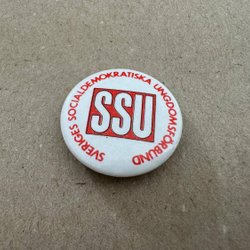 SVERIGES SOCIALDEMOKRATISKA UNGDOMSFÖRBUND
SSU